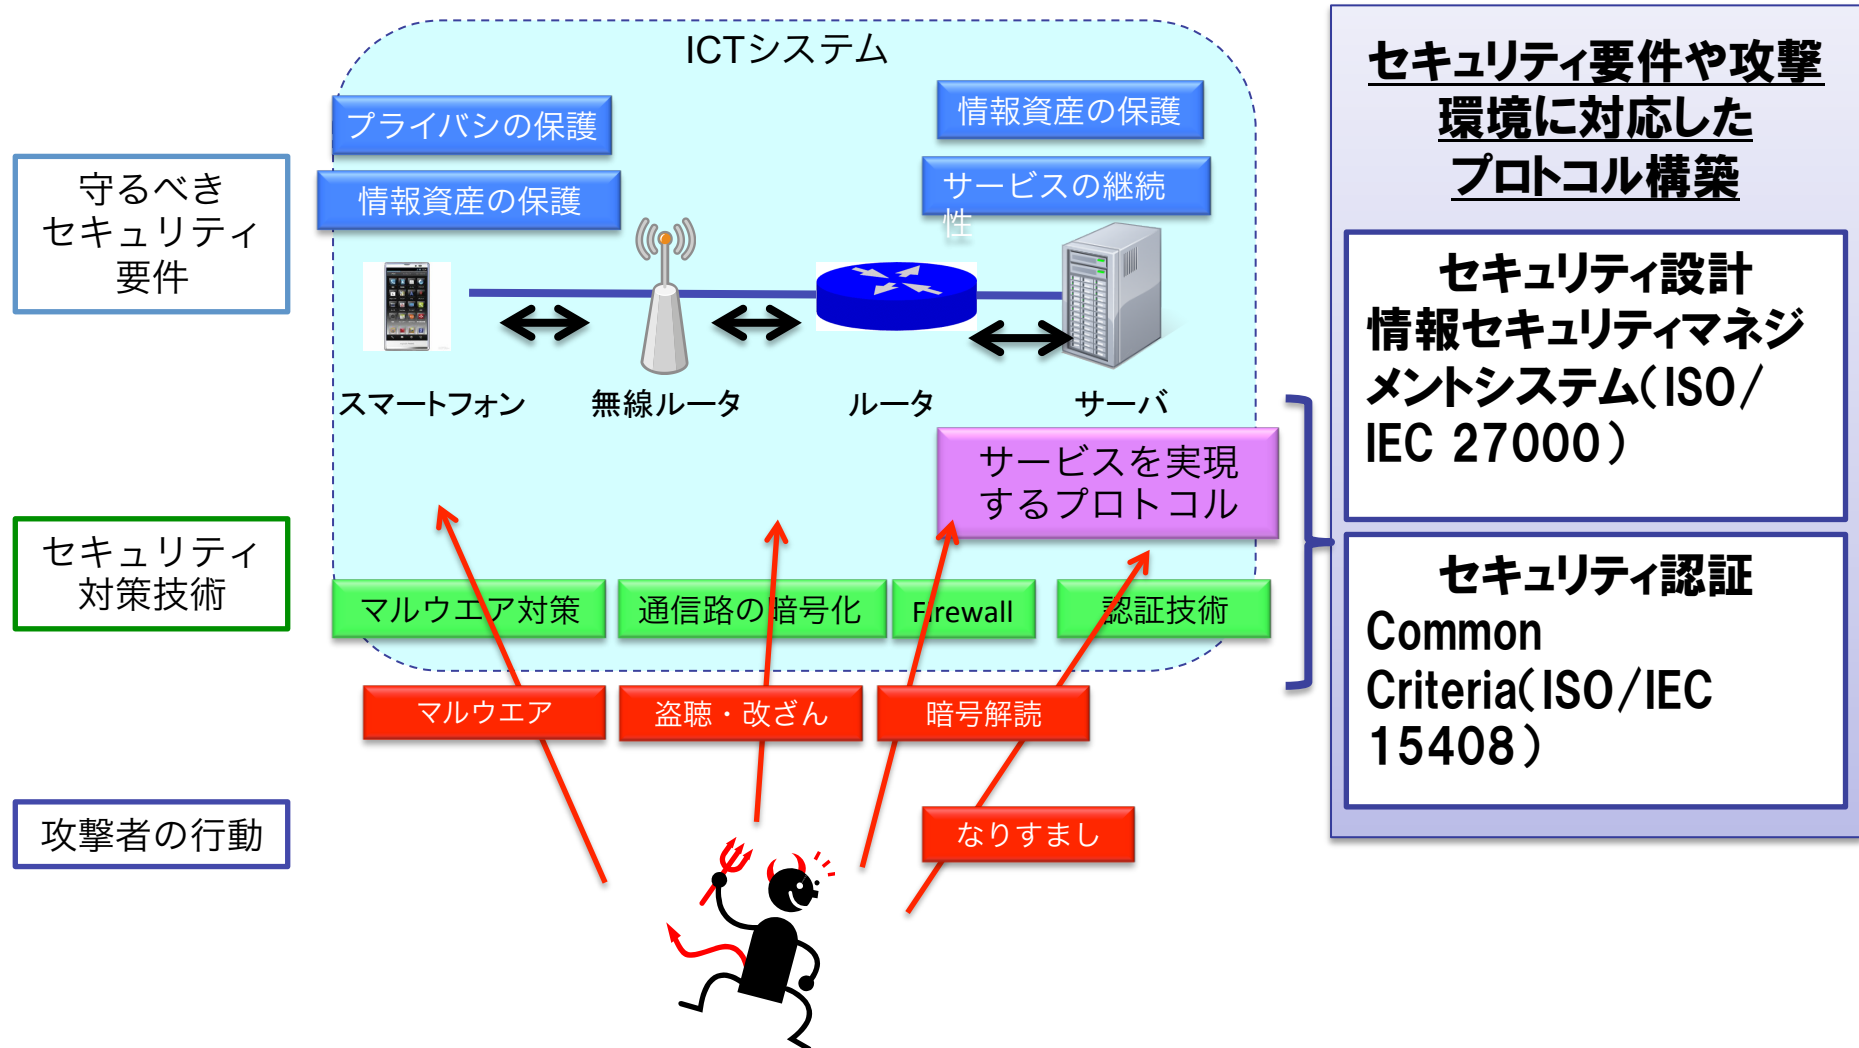 ICTシステム
プライバシの保護
情報資産の保護
情報資産の保護
サービスの継続
性
守るべき
セキュリティ
要件
スマートフォン
無線ルータ
ルータ
サーバ
サービスを実現
するプロトコル
セキュリティ
対策技術
マルウエア対策
通信路の暗号化
Firewall
認証技術
マルウエア
盗聴・改ざん
暗号解読
なりすまし
攻撃者の行動
セキュリティ要件や攻撃
環境に対応した
プロトコル構築
セキュリティ設計
情報セキュリティマネジ
メントシステム(ISO/
IEC 27000)
セキュリティ認証
Common
Criteria(ISO/IEC
15408)